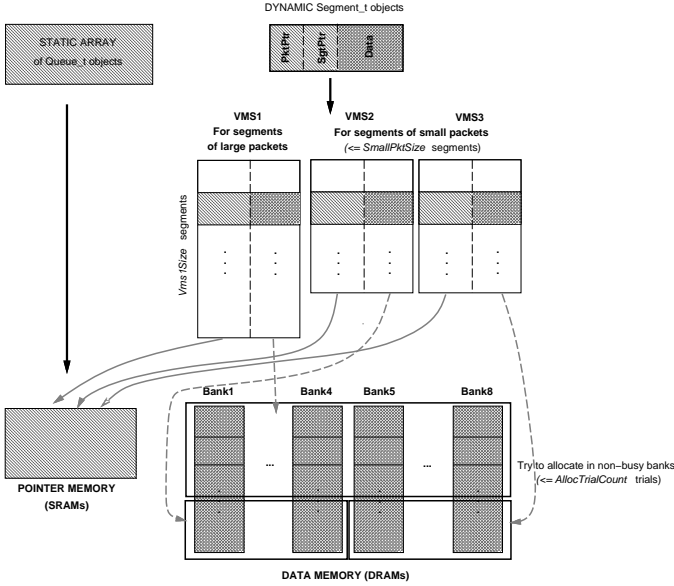 DYNAMIC Segment_t objects
STATIC ARRAY
of Queue_t objects
PktPtr
SgtPtr
Data
VMS1
For segments
of large packets
VMS2
VMS3
For segments of small packets
(<= SmallPktSize segments)
Vms1Size segments
Bank1
Bank4
Bank5
Bank8
...
...
Try to allocate in non−busy banks
(<= AllocTrialCount trials)
POINTER MEMORY
(SRAMs)
DATA MEMORY (DRAMs)